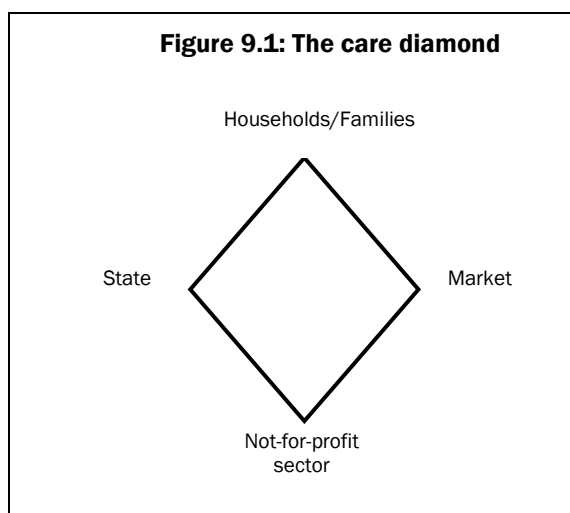 Figure 9.1: The care diamond
Households/Families
State
Market
Not-for-profit
sector